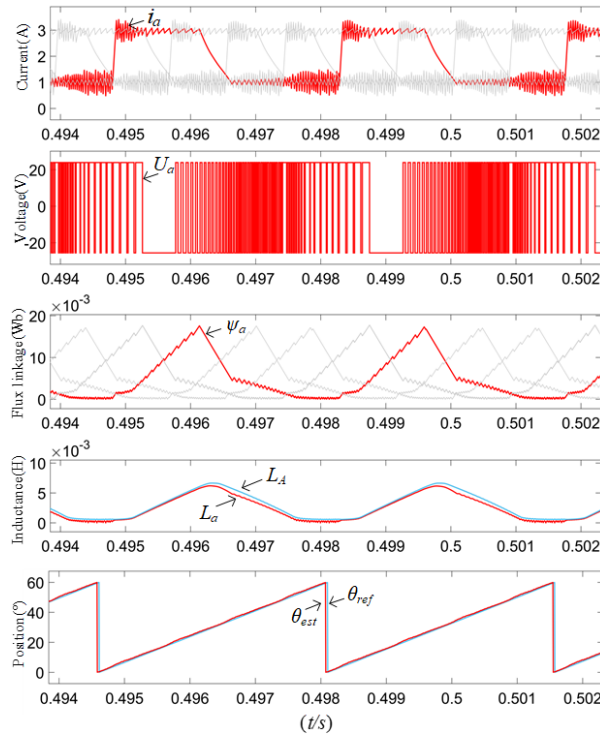 i_a
4
3
2
1
0
Current(A)
0.494 0.495 0.496 0.497 0.498 0.499 0.5 0.501 0.502
U_a
20
0
-20
Voltage(V)
0.494 0.495 0.496 0.497 0.498 0.499 0.5 0.501 0.502
×10⁻³
ψ_a
20
10
0
Flux linkage(Wb)
0.494 0.495 0.496 0.497 0.498 0.499 0.5 0.501 0.502
×10⁻³
10
5
0
L_A
L_a
Inductance(H)
0.494 0.495 0.496 0.497 0.498 0.499 0.5 0.501 0.502
60
40
20
0
θ_est
θ_ref
Position(°)
0.494 0.495 0.496 0.497 0.498 0.499 0.5 0.501 0.502
(t/s)